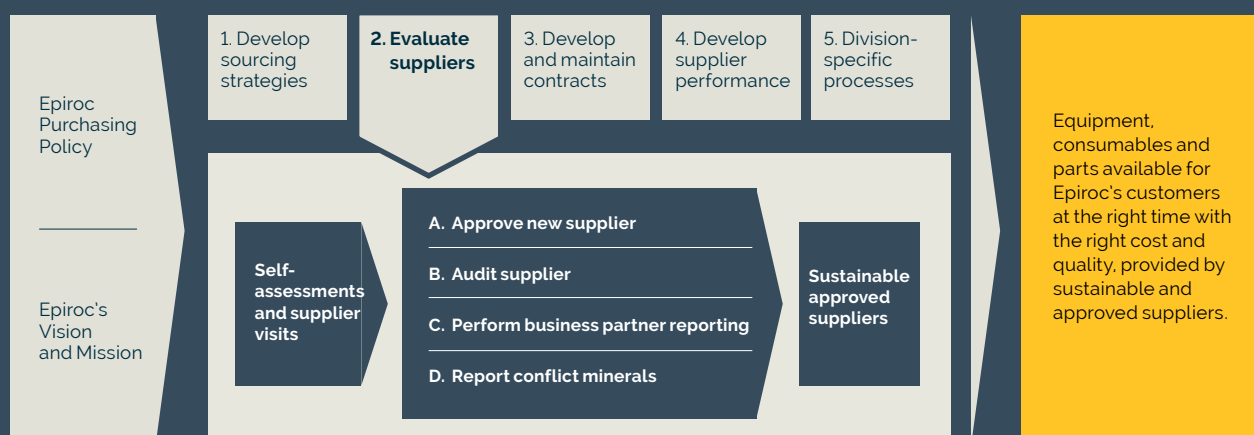 Epiroc
Purchasing
Policy
Epiroc's
Vision
and Mission
1. Develop
sourcing
strategies
2. Evaluate
suppliers
3. Develop
and maintain
contracts
4. Develop
supplier
performance
5. Division-
specific
processes
Self-
assessments
and supplier
visits
A. Approve new supplier
B. Audit supplier
C. Perform business partner reporting
D. Report conflict minerals
Sustainable
approved
suppliers
Equipment,
consumables and
parts available for
Epiroc's customers
at the right time with
the right cost and
quality, provided by
sustainable and
approved suppliers.